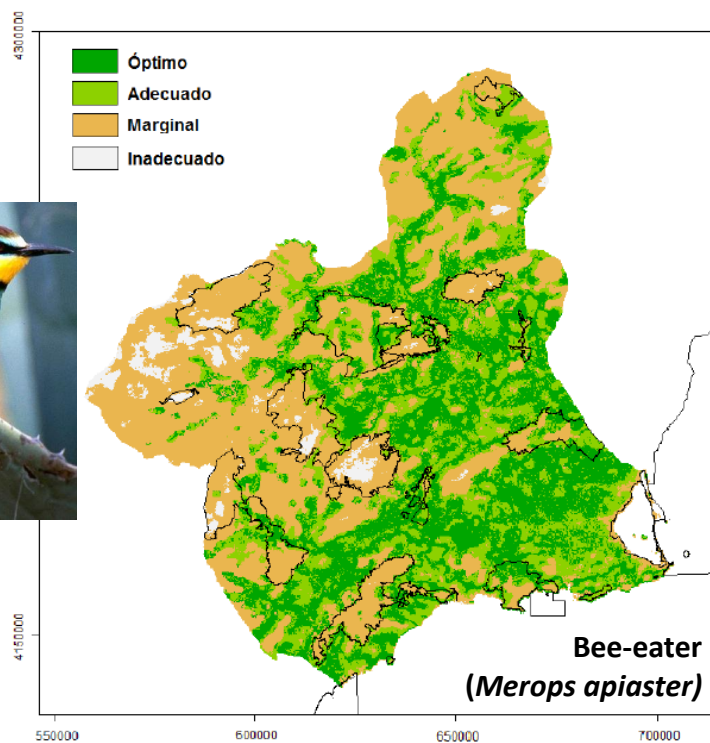 4300000
Óptimo
Adecuado
Marginal
Inadecuado
4150000
Bee-eater
(Merops apiaster)
550000 600000 650000 700000